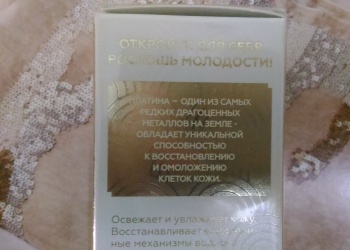 ОТКРОЙ ДЛЯ СЕБЯ
РОСКОШЬ МОЛОДОСТИ!
ПЛАТИНА – ОДИН ИЗ САМЫХ
РЕДКИХ ДРАГОЦЕННЫХ
МЕТАЛЛОВ НА ЗЕМЛЕ -
ОБЛАДАЕТ УНИКАЛЬНОЙ
СПОСОБНОСТЬЮ
К ВОССТАНОВЛЕНИЮ
И ОМОЛОЖЕНИЮ
КЛЕТОК КОЖИ.
Освежает и увлажняет
Восстанавливает
ные механизмы